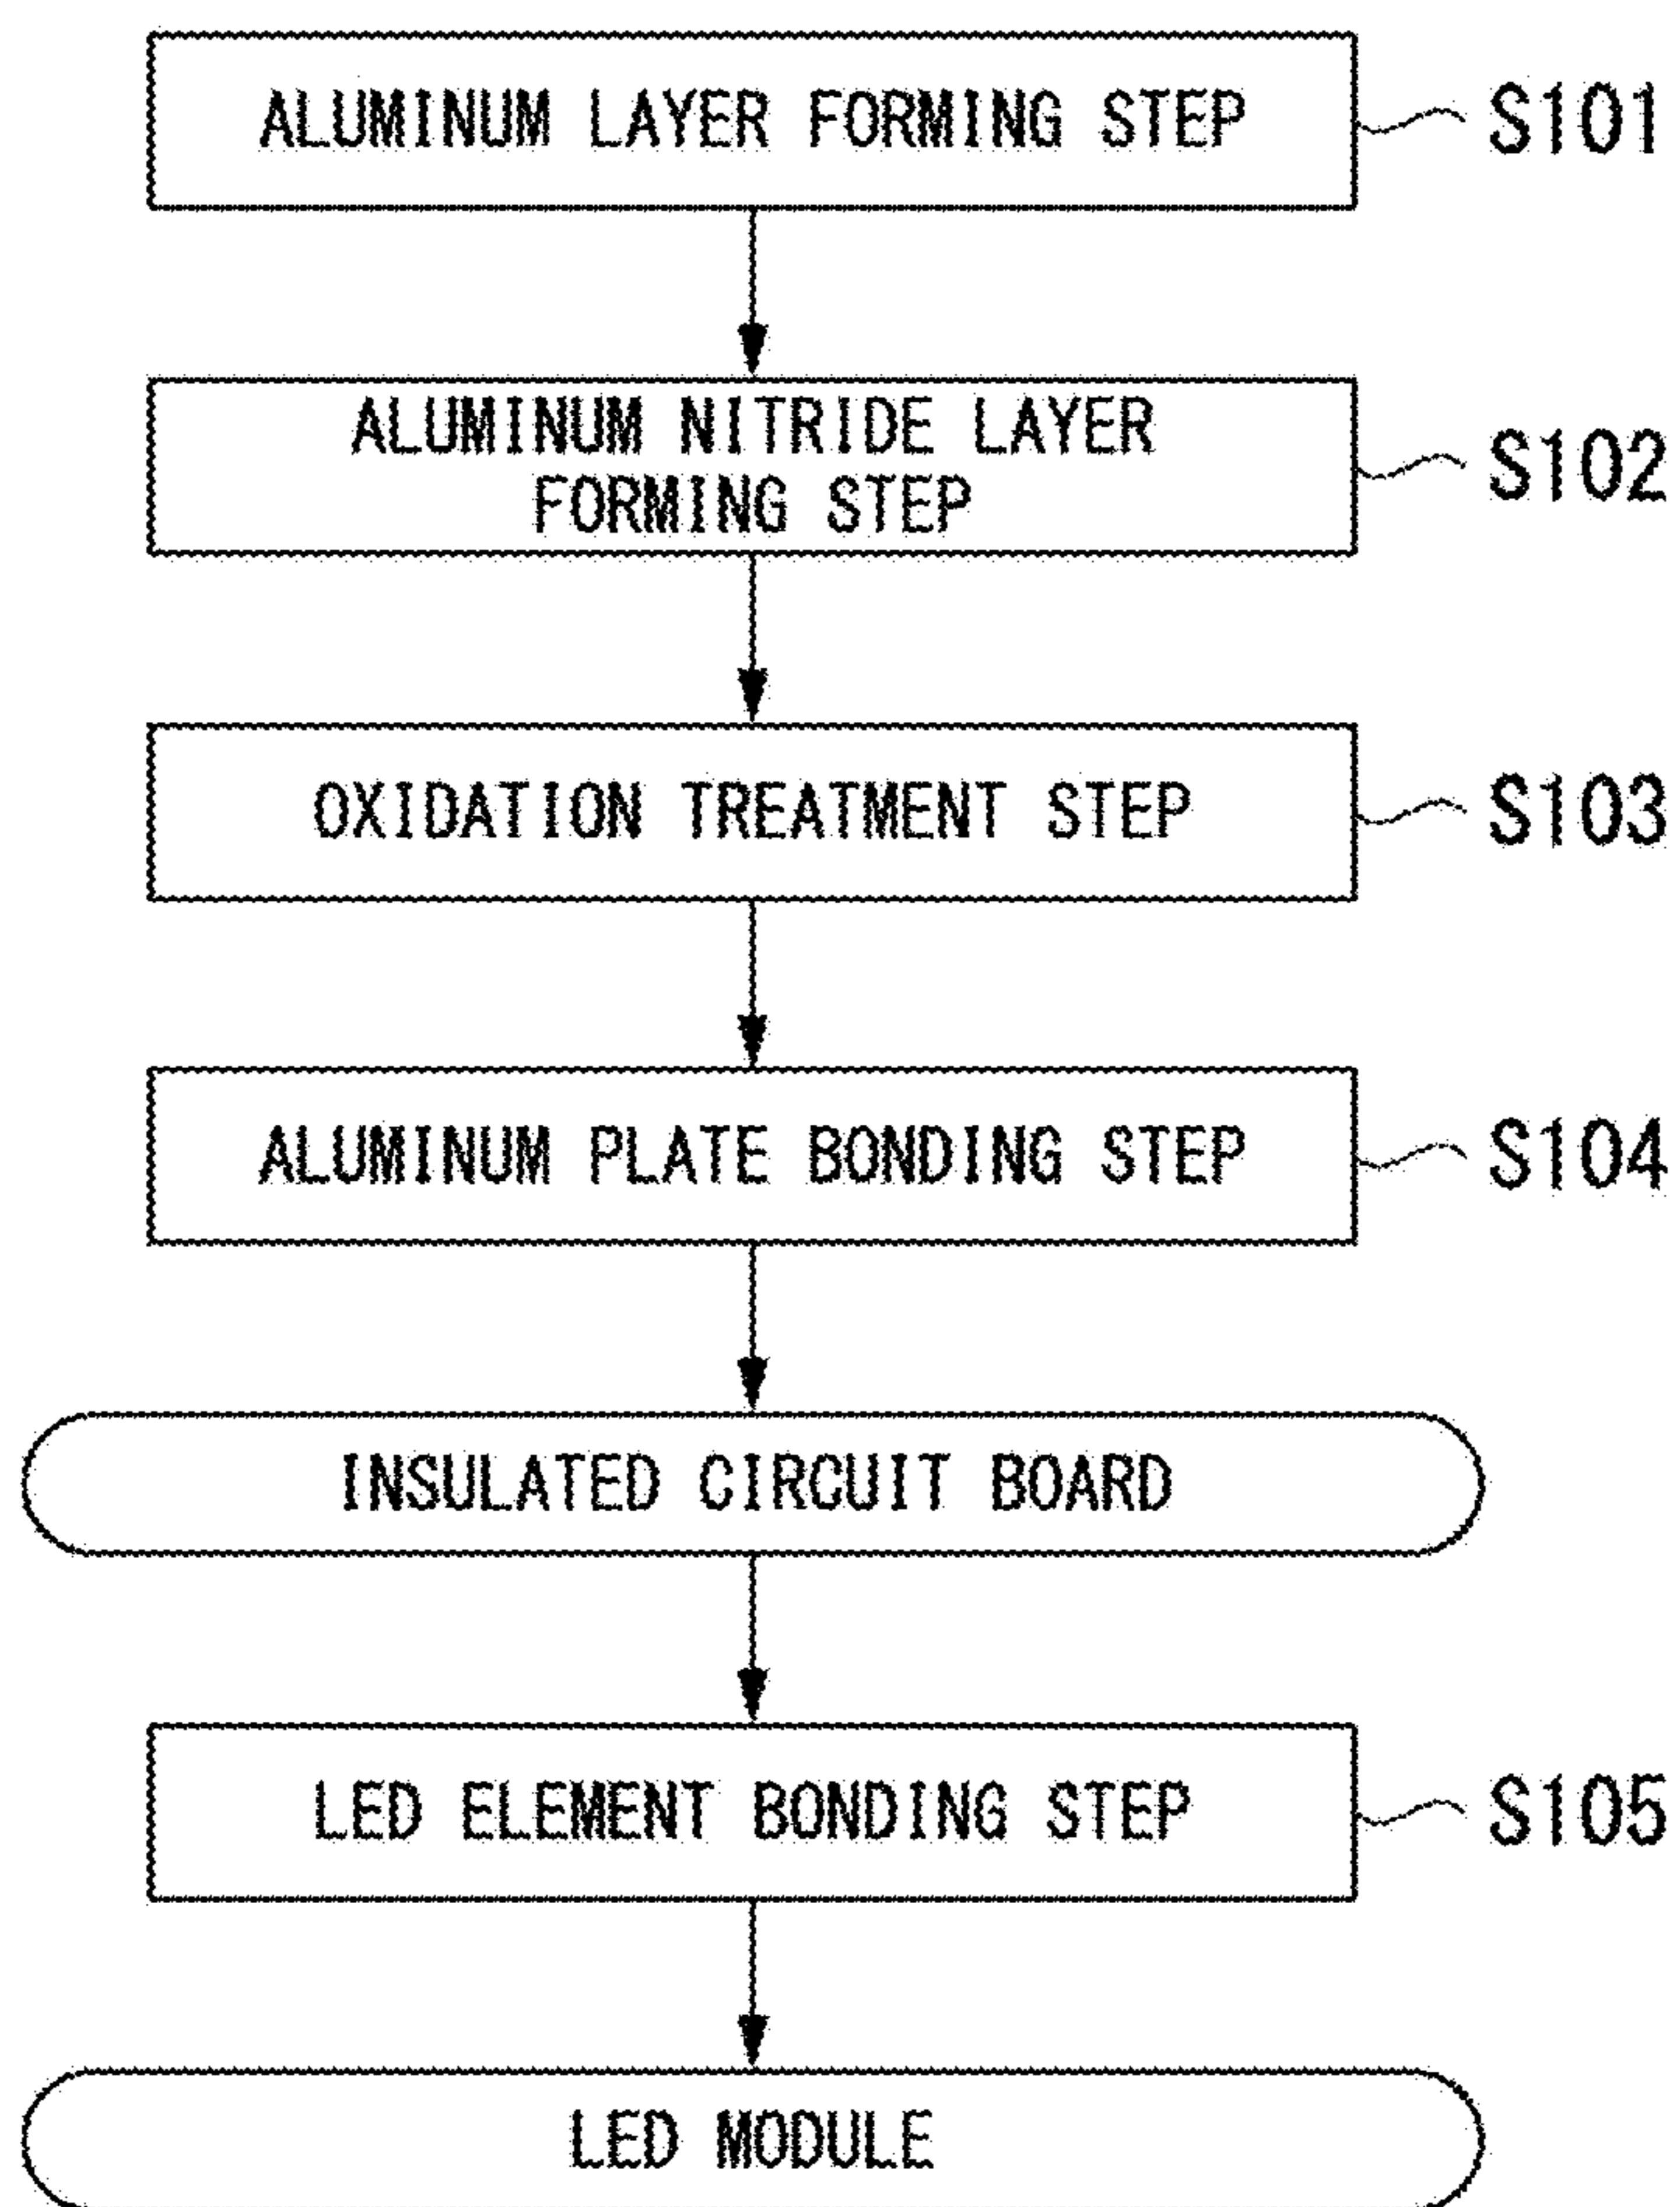 ALUMINUM LAYER FORMING STEP S101
ALUMINUM NITRIDE LAYER
FORMING STEP S102
OXIDATION TREATMENT STEP S103
ALUMINUM PLATE BONDING STEP S104
INSULATED CIRCUIT BOARD
LED ELEMENT BONDING STEP S105
LED MODULE